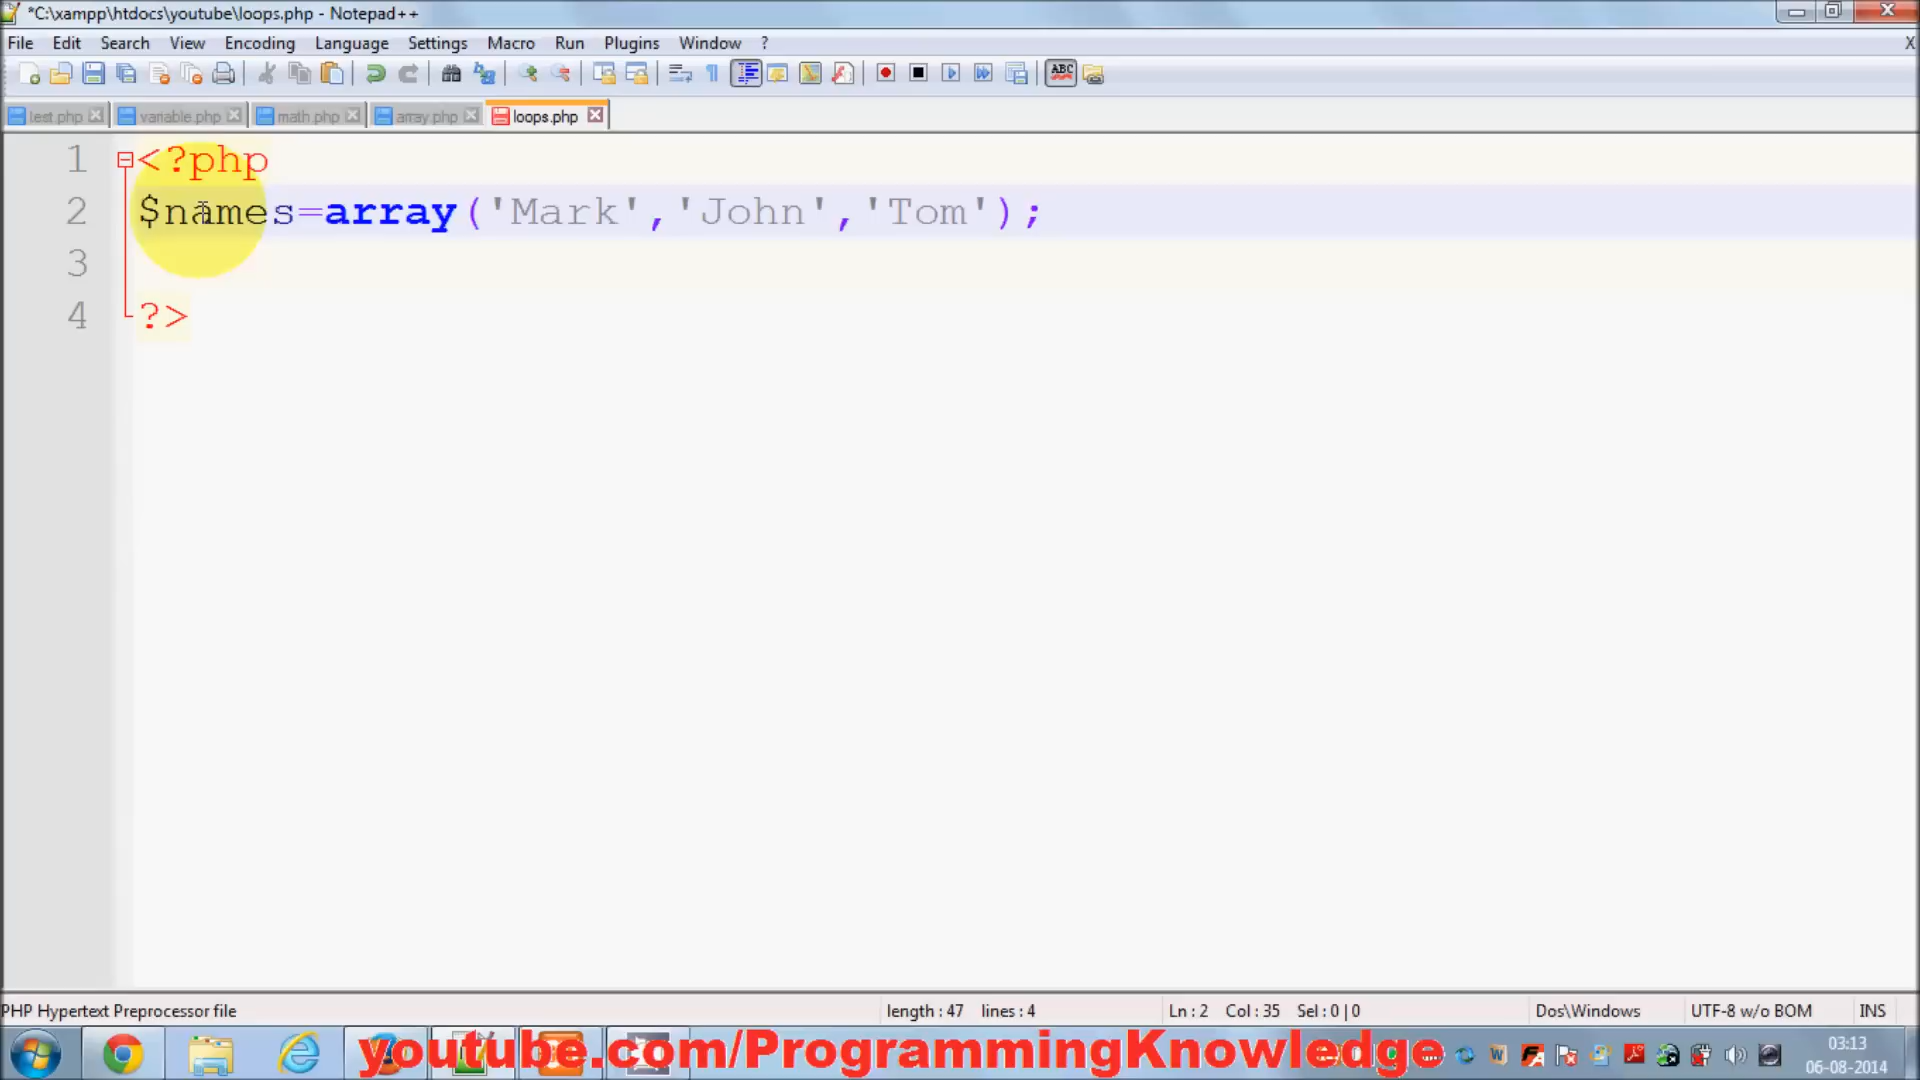 *C:\xampp\htdocs\youtube\loops.php - Notepad++
File Edit Search View Encoding Language Settings Macro Run Plugins Window ? X
test.php variable.php math.php array.php loops.php
1 <?php
2 $names=array('Mark','John','Tom');
3
4 ?>
PHP Hypertext Preprocessor file length : 47 lines : 4 Ln : 2 Col : 35 Sel : 0 | 0 Dos\Windows UTF-8 w/o BOM INS
youtube.com/ProgrammingKnowledge
03:13
06-08-2014